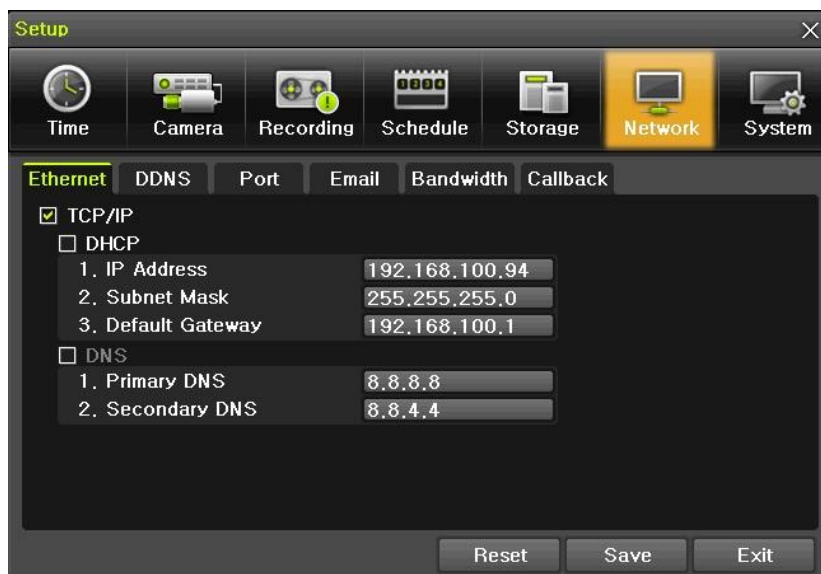 Setup
Time Camera Recording Schedule Storage Network System
Ethernet DDNS Port Email Bandwidth Callback
TCP/IP
DHCP
1. IP Address 192.168.100.94
2. Subnet Mask 255.255.255.0
3. Default Gateway 192.168.100.1
DNS
1. Primary DNS 8.8.8.8
2. Secondary DNS 8.8.4.4
Reset Save Exit